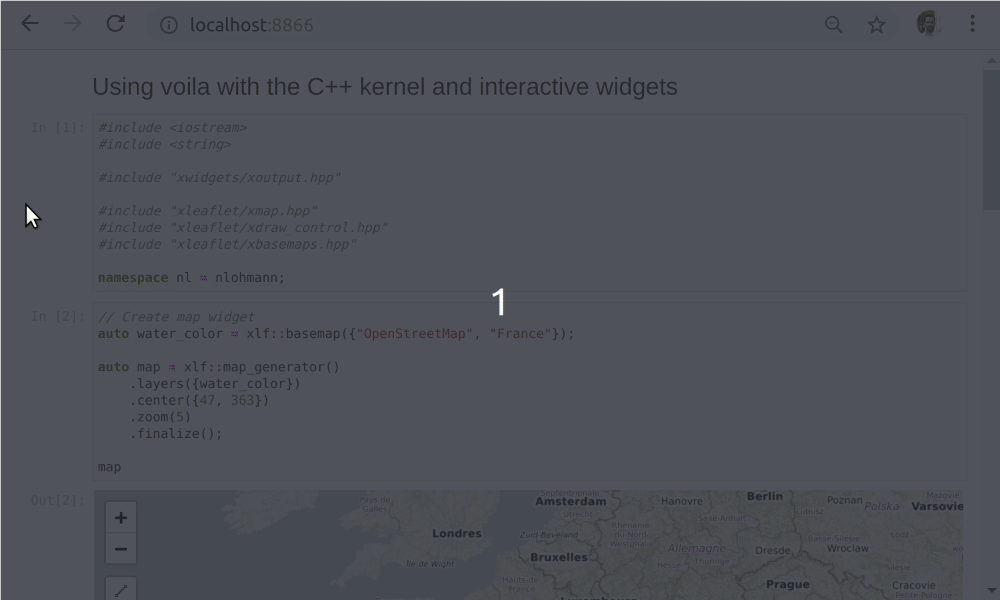 localhost:8866
Using voila with the C++ kernel and interactive widgets
In [1]:
#include <iostream>
#include <string>
#include "xwidgets/xoutput.hpp"
#include "xleaflet/xmap.hpp"
#include "xleaflet/xdraw_control.hpp"
#include "xleaflet/xbasemaps.hpp"
namespace nl = nlohmann;
1
In [2]:
// Create map widget
auto water_color = xlf::basemap({"OpenStreetMap", "France"});
auto map = xlf::map_generator()
    .layers({water_color})
    .center({47, 363})
    .zoom(5)
    .finalize();
map
Out[2]:
+
−
Pays de
Galles
Londres
Île de Wight
Septentrionale
Amsterdam
Utrecht
Zuid-Beveland
Bruxelles
Hauts-de-
France
Hanovre
Saxe-Anhalt
Rhénanie-
du Nord
Westphalie
Allemagne
Hesse
Thuringe
Berlin
Lubusz
Dresde
Prague
Poznan
Polska
Basse Silésie
Wroclaw
Mazovie
Varsovie
Łódź
Silésie
Cracovie
Petite Pologne